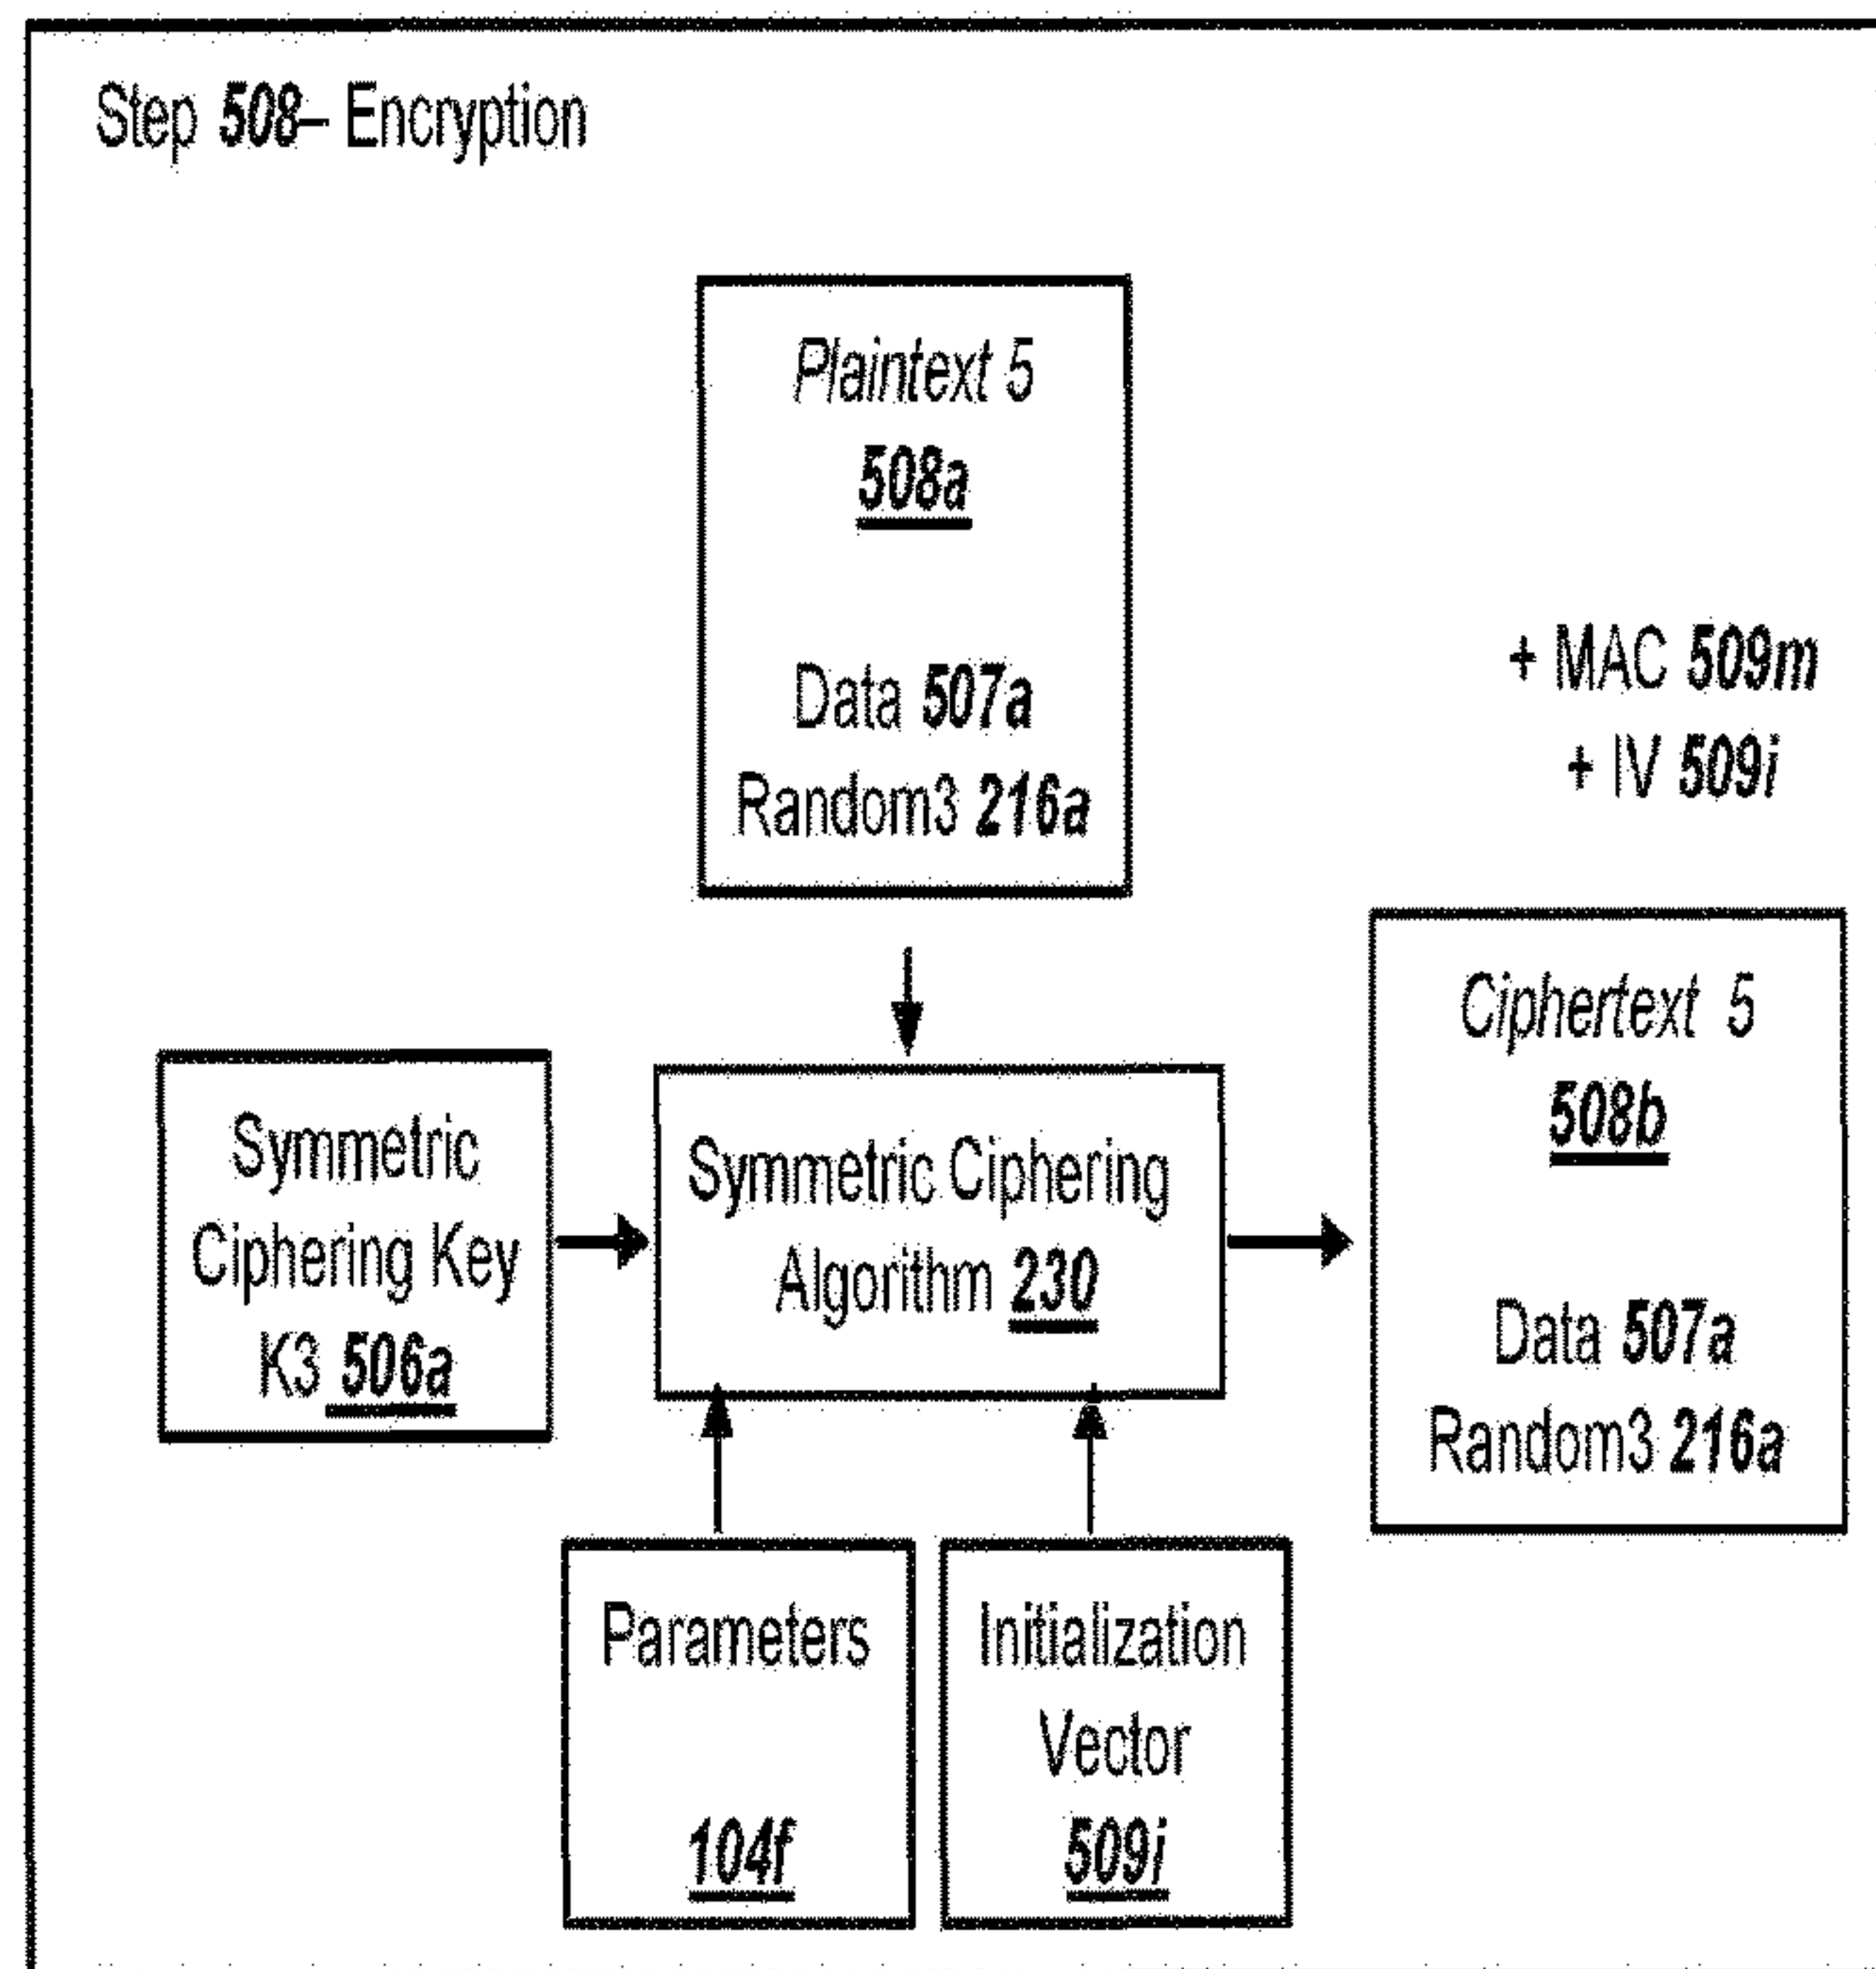 Step 508– Encryption
Plaintext 5
508a
Data 507a
Random3 216a
+ MAC 509m
+ IV 509i
Symmetric
Ciphering Key
K3 506a
Symmetric Ciphering
Algorithm 230
Ciphertext 5
508b
Data 507a
Random3 216a
Parameters
104f
Initialization
Vector
509i